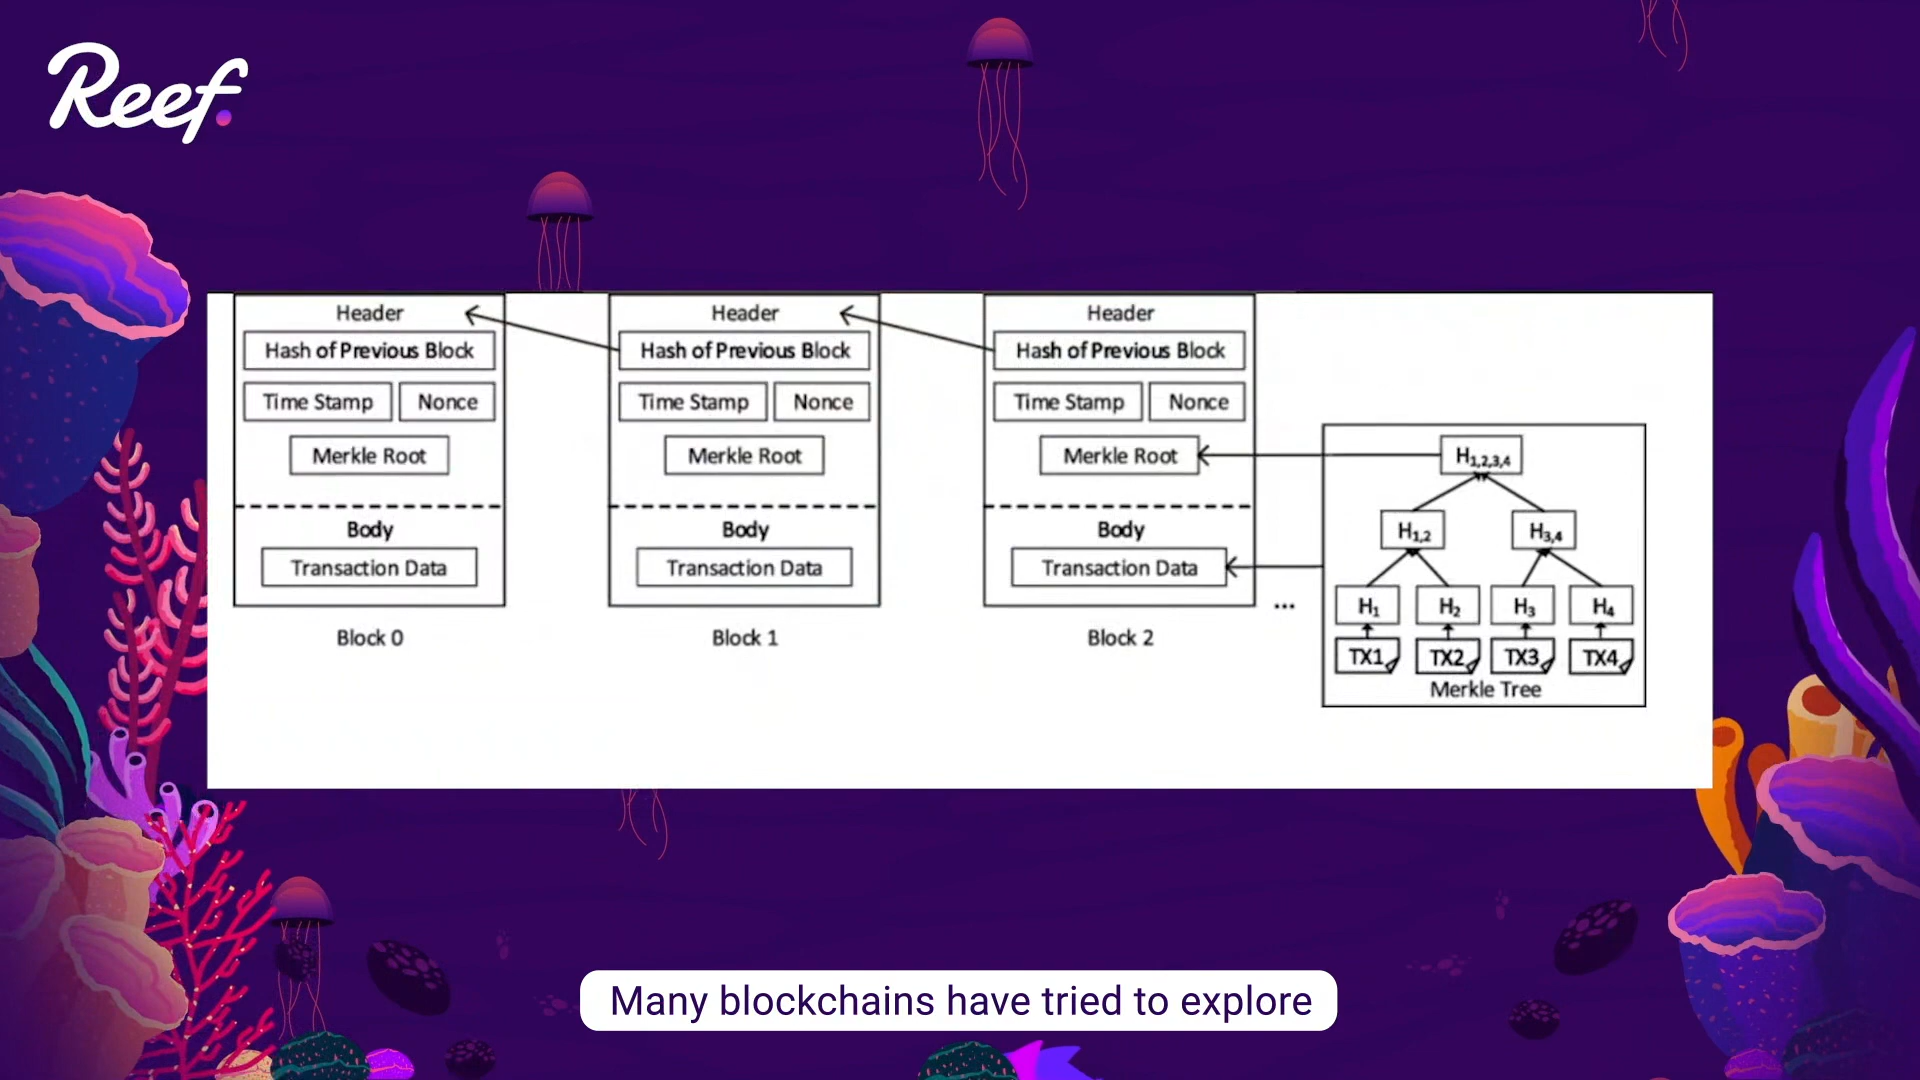 Reef.
Header
Hash of Previous Block
Time Stamp Nonce
Merkle Root
Body
Transaction Data
Block 0
Header
Hash of Previous Block
Time Stamp Nonce
Merkle Root
Body
Transaction Data
Block 1
Header
Hash of Previous Block
Time Stamp Nonce
Merkle Root
Body
Transaction Data
Block 2
...
H1,2,3,4
H1,2 H3,4
H1 H2 H3 H4
TX1 TX2 TX3 TX4
Merkle Tree
Many blockchains have tried to explore